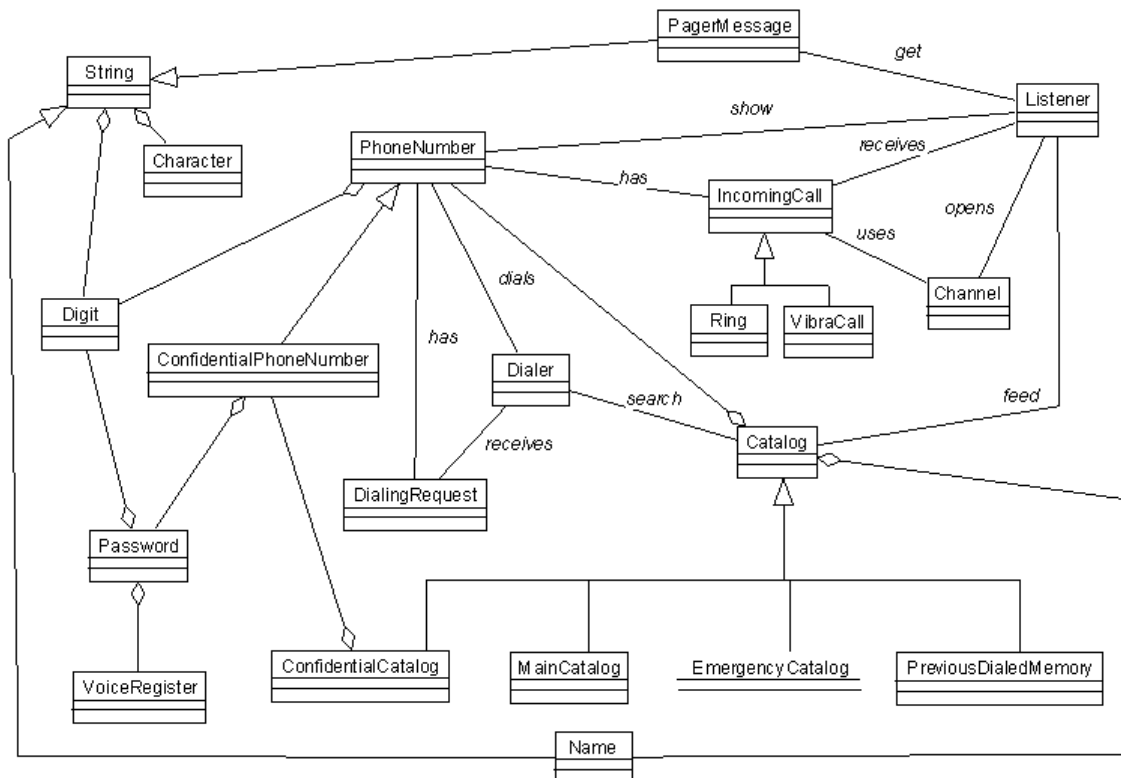 PagerMessage
get
String
Listener
show
Character
PhoneNumber
receives
has
IncomingCall
opens
uses
dials
Channel
Digit
Ring
VibraCall
has
ConfidentialPhoneNumber
Dialer
search
feed
Catalog
receives
DialingRequest
Password
ConfidentialCatalog
MainCatalog
EmergencyCatalog
PreviousDialedMemory
VoiceRegister
Name